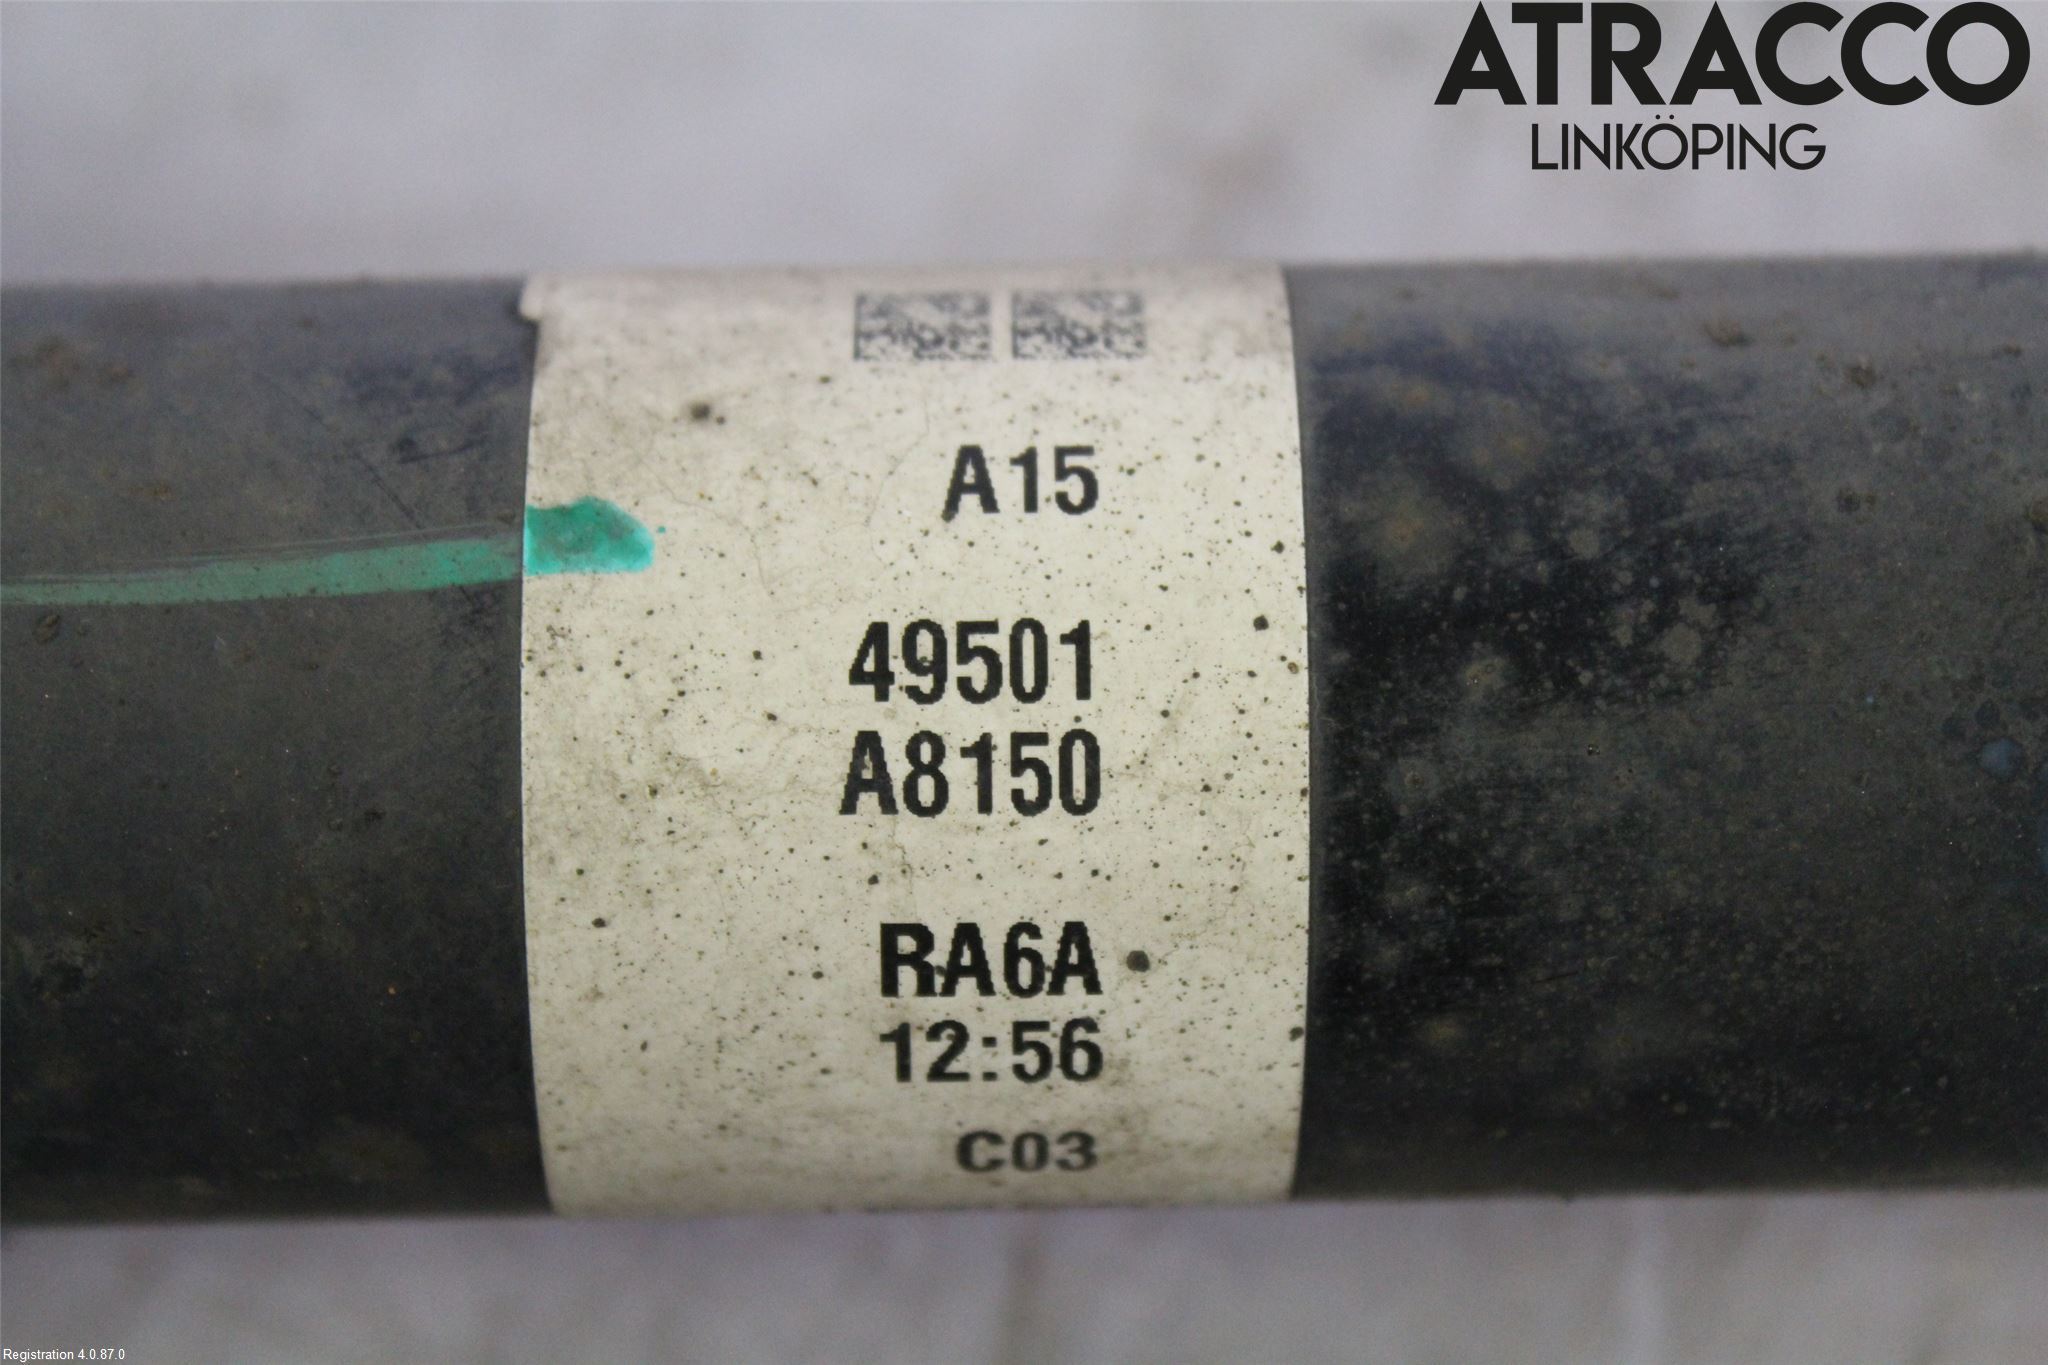 ATRACCO
LINKÖPING
A15
49501
A8150
RA6A
12:56
C03
Registration 4.0.87.0